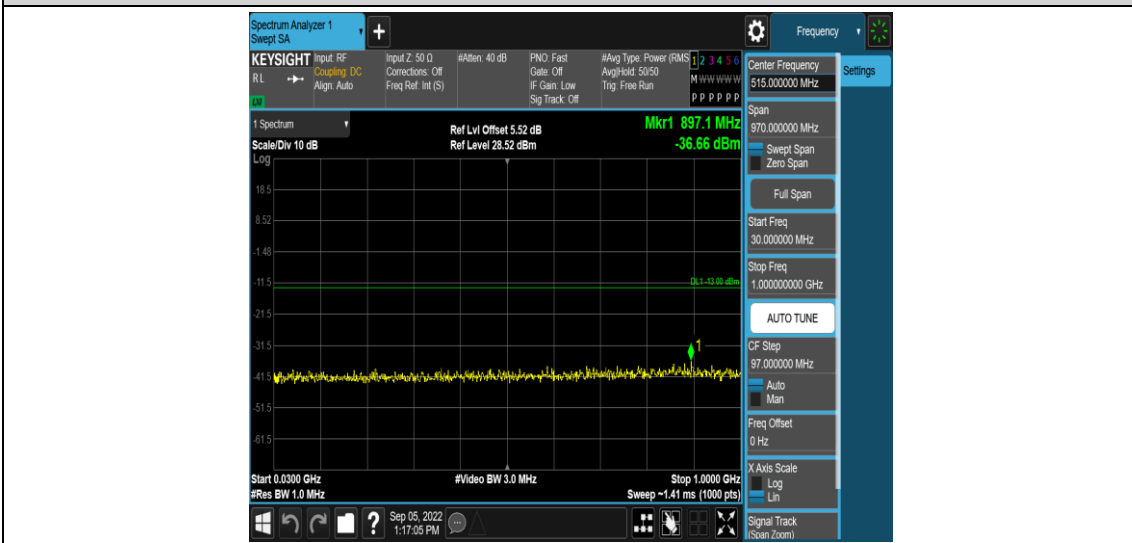 Spectrum Analyzer 1
Swept SA
+
Frequency
KEYSIGHT
RL
LXI
Input: RF
Coupling: DC
Align: Auto
Input Z: 50 Ω
Corrections: Off
Freq Ref: Int (S)
#Atten: 40 dB
PNO: Fast
Gate: Off
IF Gain: Low
Sig Track: Off
#Avg Type: Power (RMS
Avg|Hold: 50/50
Trig: Free Run
1 2 3 4 5 6
M W W W W W
P P P P P P
1 Spectrum
Scale/Div 10 dB
Log
Ref Lvl Offset 5.52 dB
Ref Level 28.52 dBm
Mkr1 897.1 MHz
-36.66 dBm
18.5
8.52
-1.48
-11.5
DL1 -13.00 dBm
-21.5
-31.5
1
-41.5
-51.5
-61.5
Start 0.0300 GHz
#Res BW 1.0 MHz
#Video BW 3.0 MHz
Stop 1.0000 GHz
Sweep ~1.41 ms (1000 pts)
Center Frequency
515.000000 MHz
Settings
Span
970.000000 MHz
Swept Span
Zero Span
Full Span
Start Freq
30.000000 MHz
Stop Freq
1.000000000 GHz
AUTO TUNE
CF Step
97.000000 MHz
Auto
Man
Freq Offset
0 Hz
X Axis Scale
Log
Lin
Signal Track
(Span Zoom)
?
Sep 05, 2022
1:17:05 PM